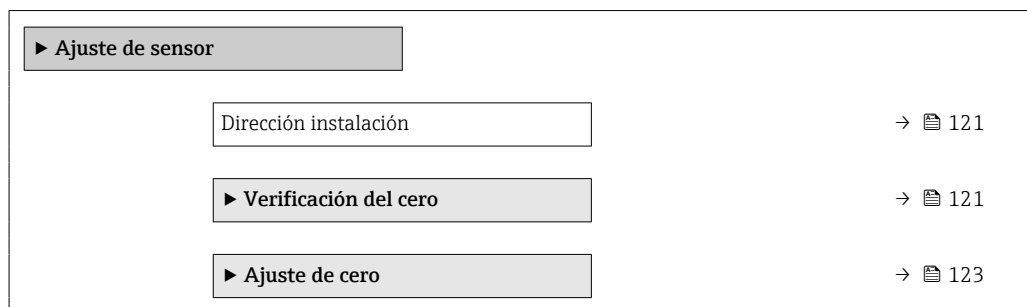 ▶ Ajuste de sensor
Dirección instalación → 121
▶ Verificación del cero → 121
▶ Ajuste de cero → 123